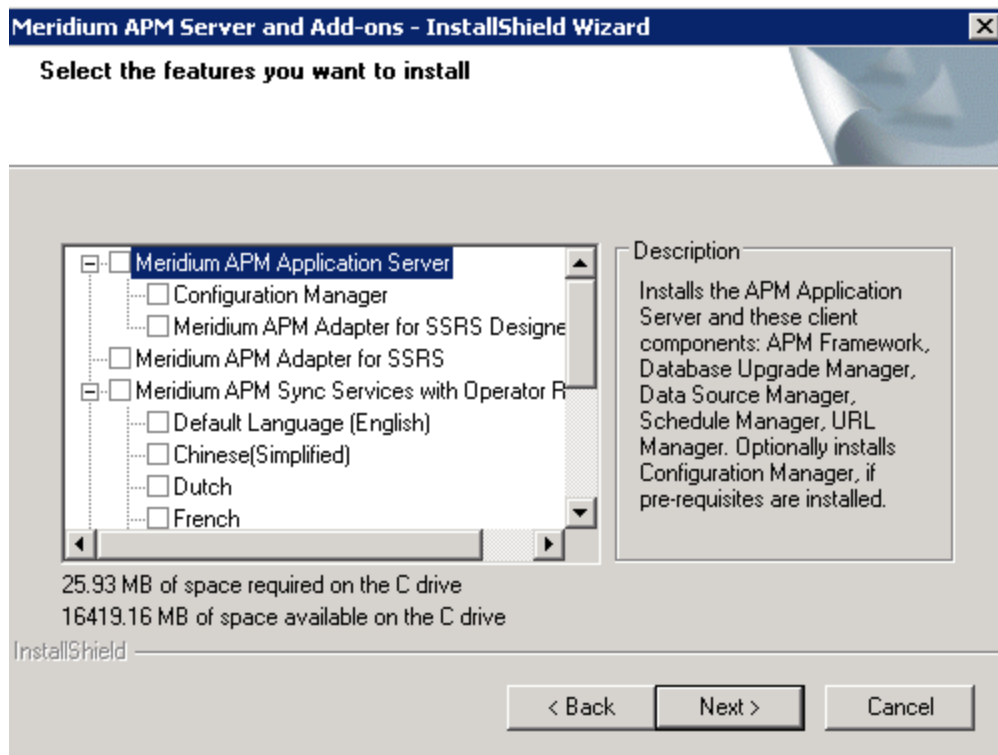 Meridium APM Server and Add-ons - InstallShield Wizard
Select the features you want to install
Meridium APM Application Server
Configuration Manager
Meridium APM Adapter for SSRS Designe
Meridium APM Adapter for SSRS
Meridium APM Sync Services with Operator R
Default Language (English)
Chinese(Simplified)
Dutch
French
Description
Installs the APM Application
Server and these client
components: APM Framework,
Database Upgrade Manager,
Data Source Manager,
Schedule Manager, URL
Manager. Optionally installs
Configuration Manager, if
pre-requisites are installed.
25.93 MB of space required on the C drive
16419.16 MB of space available on the C drive
InstallShield
< Back Next > Cancel